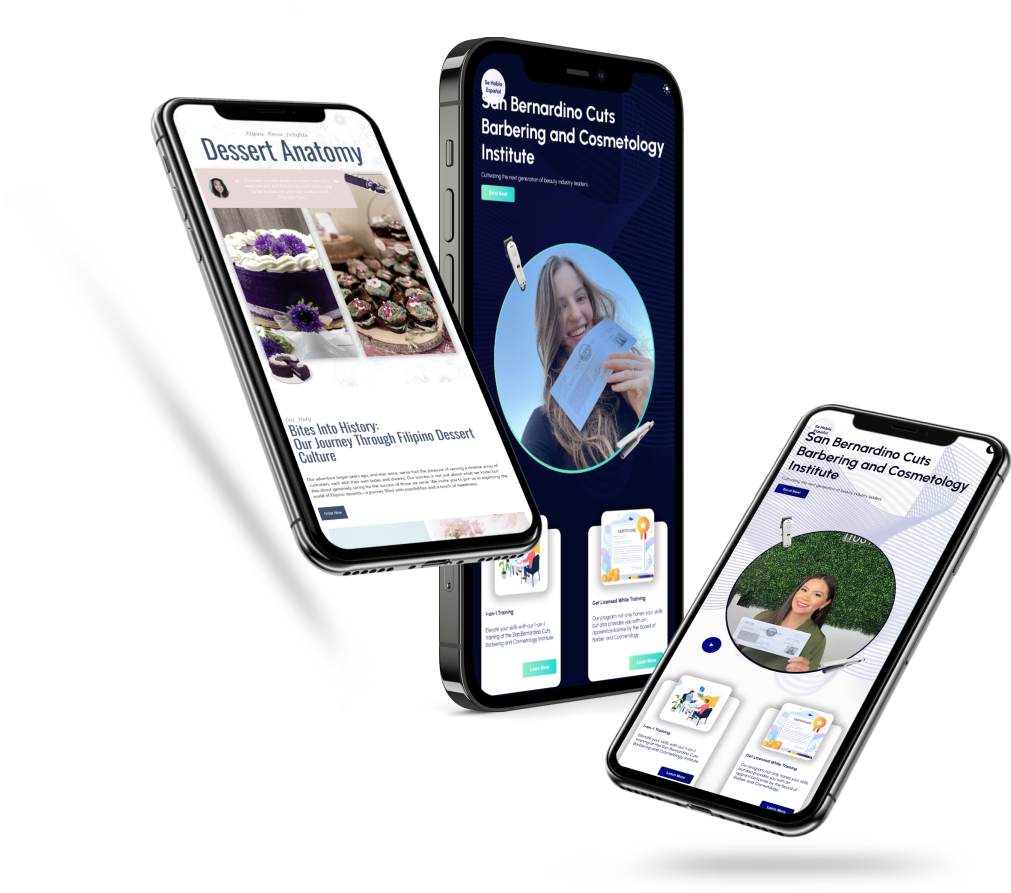 Filipino Flavor Delights
Dessert Anatomy
Our Story
Bites Into History:
Our Journey Through Filipino Dessert
Culture
Our adventure began years ago, and ever since, we've had the pleasure of serving a diverse array of
customers, each with their own tastes and dreams. Our success is not just about what we know but
also about genuinely caring for the success of those we serve. We invite you to join us in exploring the
world of Filipino desserts—a journey filled with possibilities and a touch of sweetness.
Order Now
Se Habla
Español
San Bernardino Cuts
Barbering and Cosmetology
Institute
Cultivating the next generation of beauty industry leaders
Enroll Now!
CERTIFICATE
1-on-1 Training
Elevate your skills with our 1-on-1
training at the San Bernardino Cuts
Barbering and Cosmetology Institute
Learn More
Get Licensed While Training
Our program not only hones your skills
but also provides you with an
apprentice license by the Board of
Barber and Cosmetology
Learn More
Se Habla
Español
San Bernardino Cuts
Barbering and Cosmetology
Institute
Cultivating the next generation of beauty industry leaders
Enroll Now!
CERTIFICATE
1-on-1 Training
Elevate your skills with our 1-on-1
training at the San Bernardino Cuts
Barbering and Cosmetology Institute
Learn More
Get Licensed While Training
Our program not only hones your skills
but also provides you with an
apprentice license by the Board of
Barber and Cosmetology
Learn More